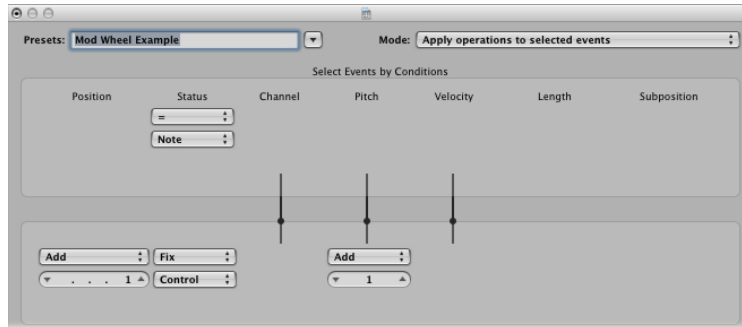 Presets: Mod Wheel Example Mode: Apply operations to selected events
Select Events by Conditions
Position Status Channel Pitch Velocity Length Subposition
=
Note
Add Fix Add
. . . 1 Control 1